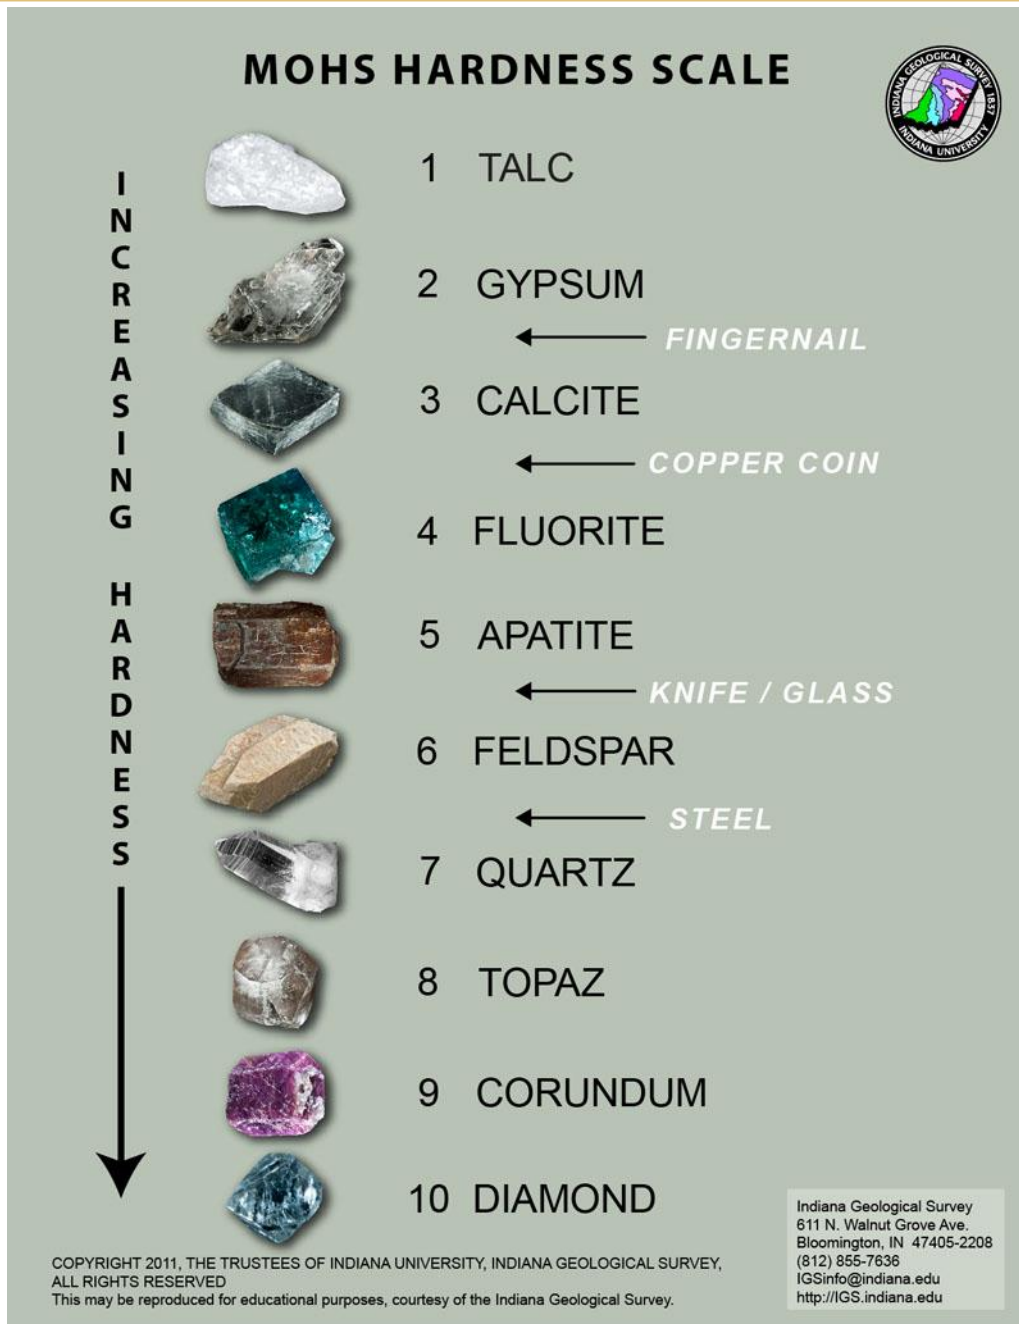 MOHS HARDNESS SCALE
INDIANA GEOLOGICAL SURVEY 1837
INDIANA UNIVERSITY
INCREASING HARDNESS
1 TALC
2 GYPSUM
FINGERNAIL
3 CALCITE
COPPER COIN
4 FLUORITE
5 APATITE
KNIFE / GLASS
6 FELDSPAR
STEEL
7 QUARTZ
8 TOPAZ
9 CORUNDUM
10 DIAMOND
Indiana Geological Survey
611 N. Walnut Grove Ave.
Bloomington, IN 47405-2208
(812) 855-7636
IGSinfo@indiana.edu
http://IGS.indiana.edu
COPYRIGHT 2011, THE TRUSTEES OF INDIANA UNIVERSITY, INDIANA GEOLOGICAL SURVEY,
ALL RIGHTS RESERVED
This may be reproduced for educational purposes, courtesy of the Indiana Geological Survey.